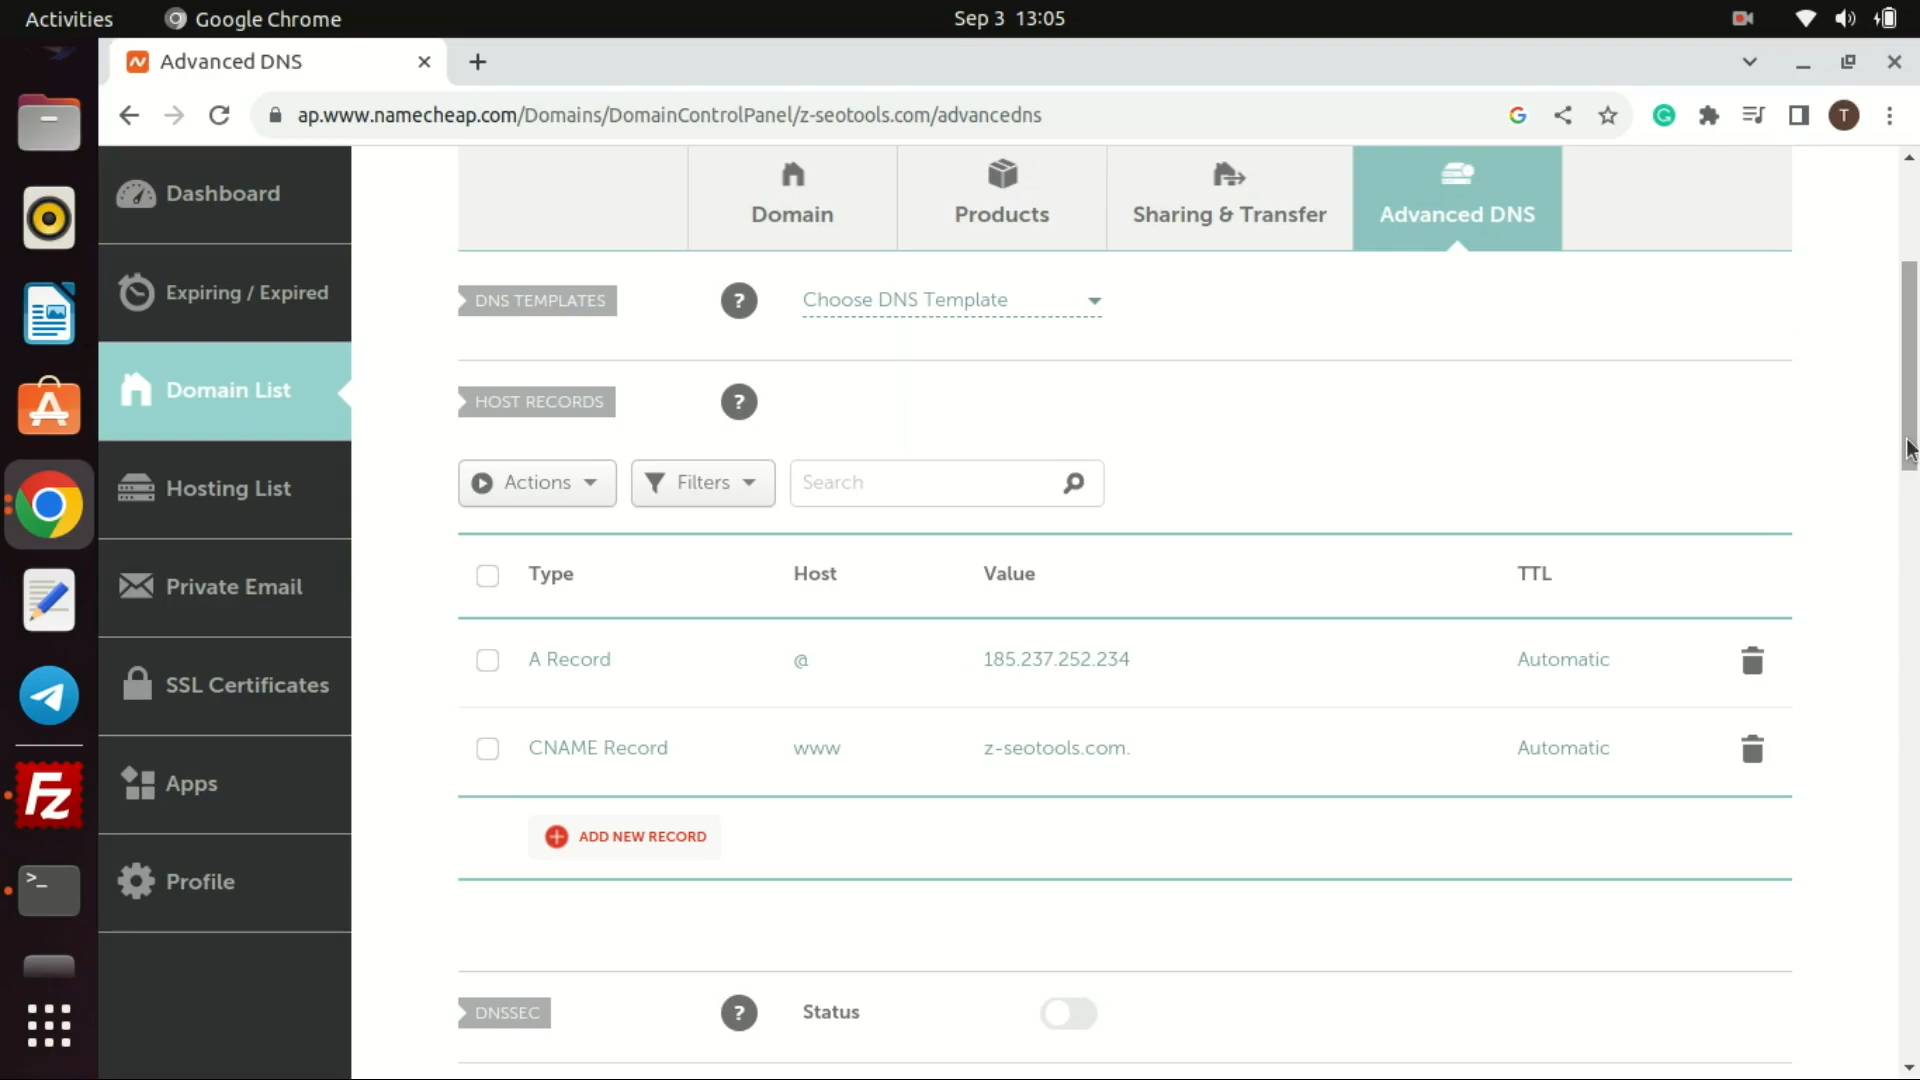 Activities Google Chrome Sep 3 13:05
Advanced DNS
ap.www.namecheap.com/Domains/DomainControlPanel/z-seotools.com/advancedns
T
Dashboard
Expiring / Expired
Domain List
Hosting List
Private Email
SSL Certificates
Apps
Profile
Domain Products Sharing & Transfer Advanced DNS
DNS TEMPLATES ? Choose DNS Template
HOST RECORDS ?
Actions Filters Search
Type Host Value TTL
A Record @ 185.237.252.234 Automatic
CNAME Record www z-seotools.com. Automatic
ADD NEW RECORD
DNSSEC ? Status